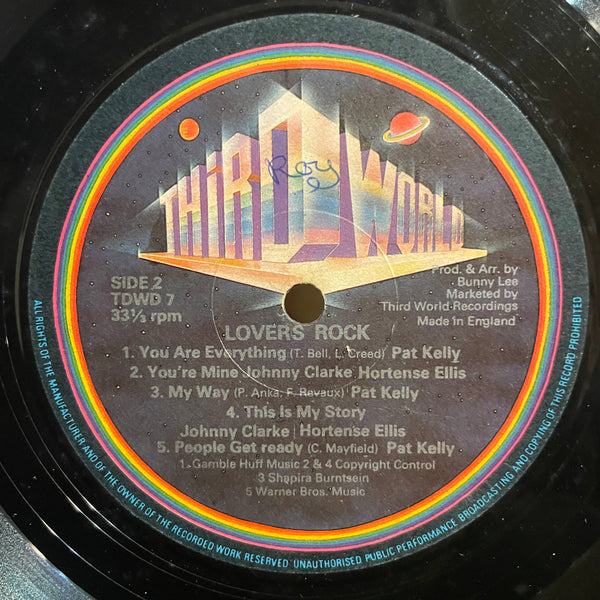 THIRD WORLD
Roy
SIDE 2
TDWD 7
33⅓ rpm
Prod. & Arr. by
Bunny Lee
Marketed by
Third World Recordings
Made in England
LOVERS ROCK
1. You Are Everything (T. Bell, L. Creed) Pat Kelly
2. You're Mine Johnny Clarke Hortense Ellis
3. My Way (P. Anka, F. Revaux) Pat Kelly
4. This Is My Story
Johnny Clarke Hortense Ellis
5. People Get ready (C. Mayfield) Pat Kelly
1. Gamble Huff Music 2 & 4 Copyright Control
3 Shapira Burntsein
5 Warner Bros. Music
ALL RIGHTS OF THE MANUFACTURER AND OF THE OWNER OF THE RECORDED WORK RESERVED UNAUTHORISED PUBLIC PERFORMANCE BROADCASTING AND COPYING OF THIS RECORD PROHIBITED